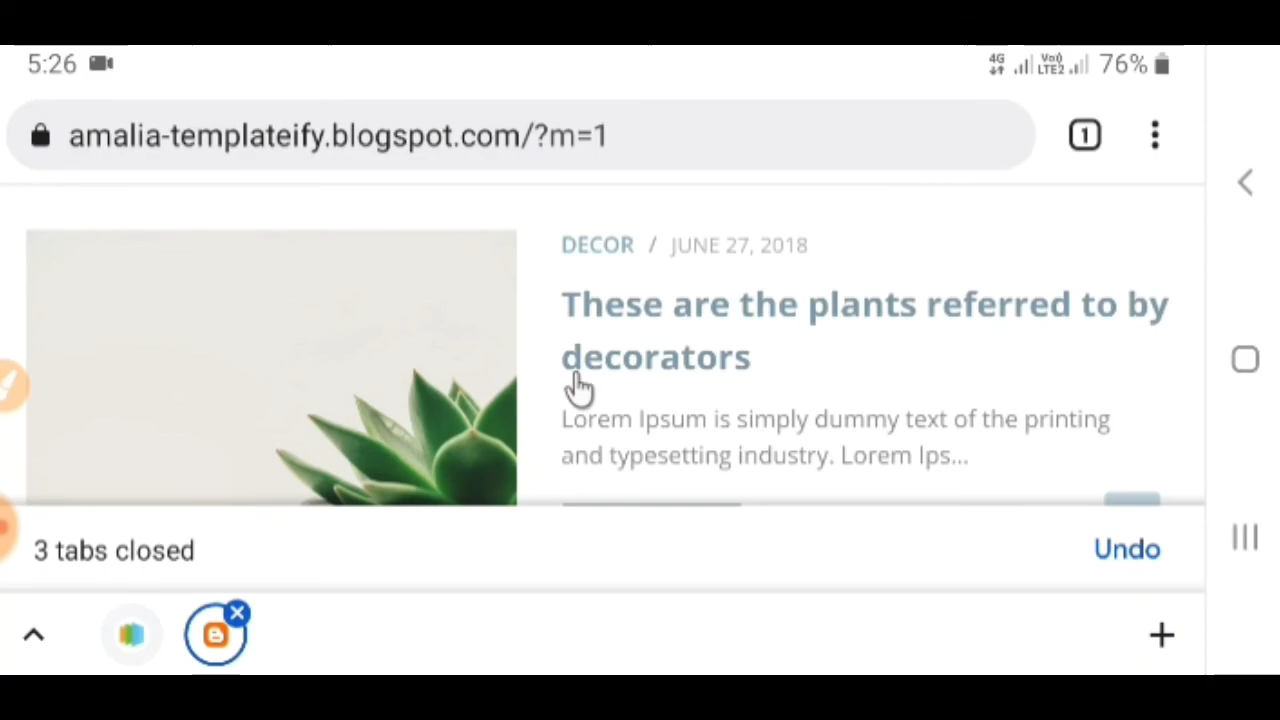 5:26
4G Vo) LTE2 76%
amalia-templateify.blogspot.com/?m=1
1
DECOR / JUNE 27, 2018
These are the plants referred to by
decorators
Lorem Ipsum is simply dummy text of the printing
and typesetting industry. Lorem Ips...
3 tabs closed
Undo